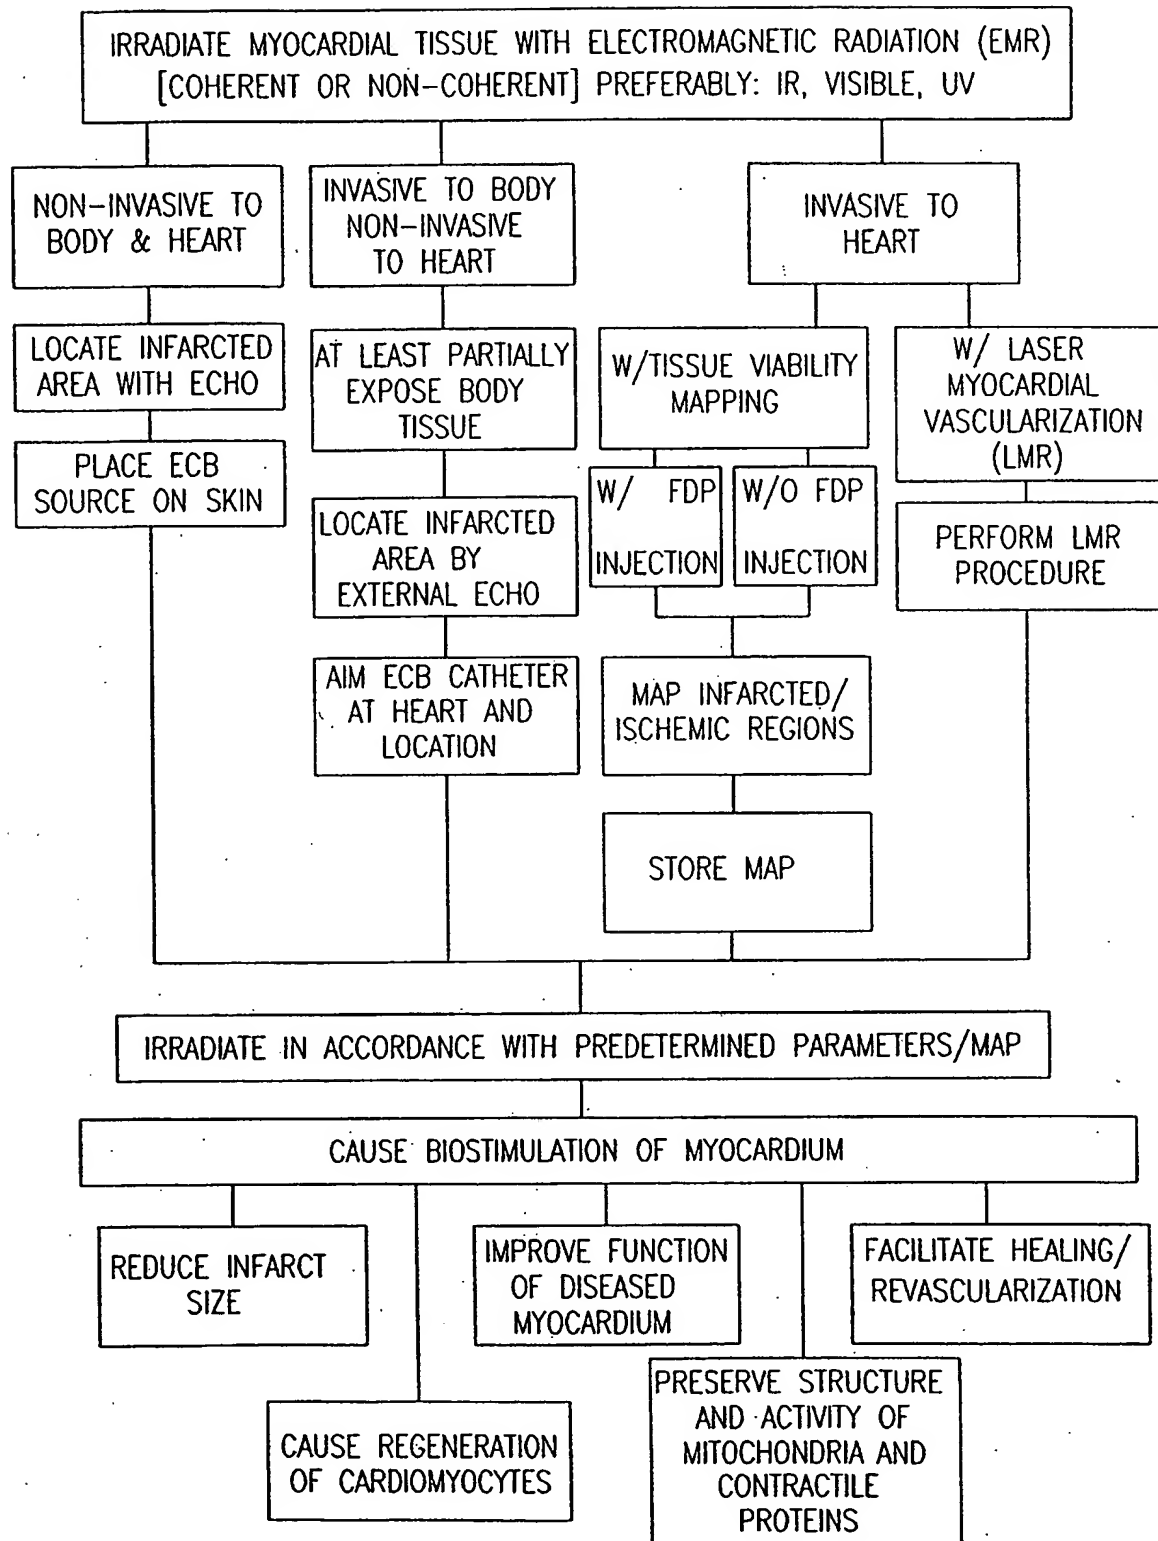 IRRADIATE MYOCARDIAL TISSUE WITH ELECTROMAGNETIC RADIATION (EMR)
[COHERENT OR NON-COHERENT] PREFERABLY: IR, VISIBLE, UV
NON-INVASIVE TO
BODY & HEART
INVASIVE TO BODY
NON-INVASIVE
TO HEART
INVASIVE TO
HEART
LOCATE INFARCTED
AREA WITH ECHO
AT LEAST PARTIALLY
EXPOSE BODY
TISSUE
W/TISSUE VIABILITY
MAPPING
W/ LASER
MYOCARDIAL
VASCULARIZATION
(LMR)
PLACE ECB
SOURCE ON SKIN
LOCATE INFARCTED
AREA BY
EXTERNAL ECHO
W/ FDP
INJECTION
W/O FDP
INJECTION
PERFORM LMR
PROCEDURE
AIM ECB CATHETER
AT HEART AND
LOCATION
MAP INFARCTED/
ISCHEMIC REGIONS
STORE MAP
IRRADIATE IN ACCORDANCE WITH PREDETERMINED PARAMETERS/MAP
CAUSE BIOSTIMULATION OF MYOCARDIUM
REDUCE INFARCT
SIZE
IMPROVE FUNCTION
OF DISEASED
MYOCARDIUM
FACILITATE HEALING/
REVASCULARIZATION
CAUSE REGENERATION
OF CARDIOMYOCYTES
PRESERVE STRUCTURE
AND ACTIVITY OF
MITOCHONDRIA AND
CONTRACTILE
PROTEINS